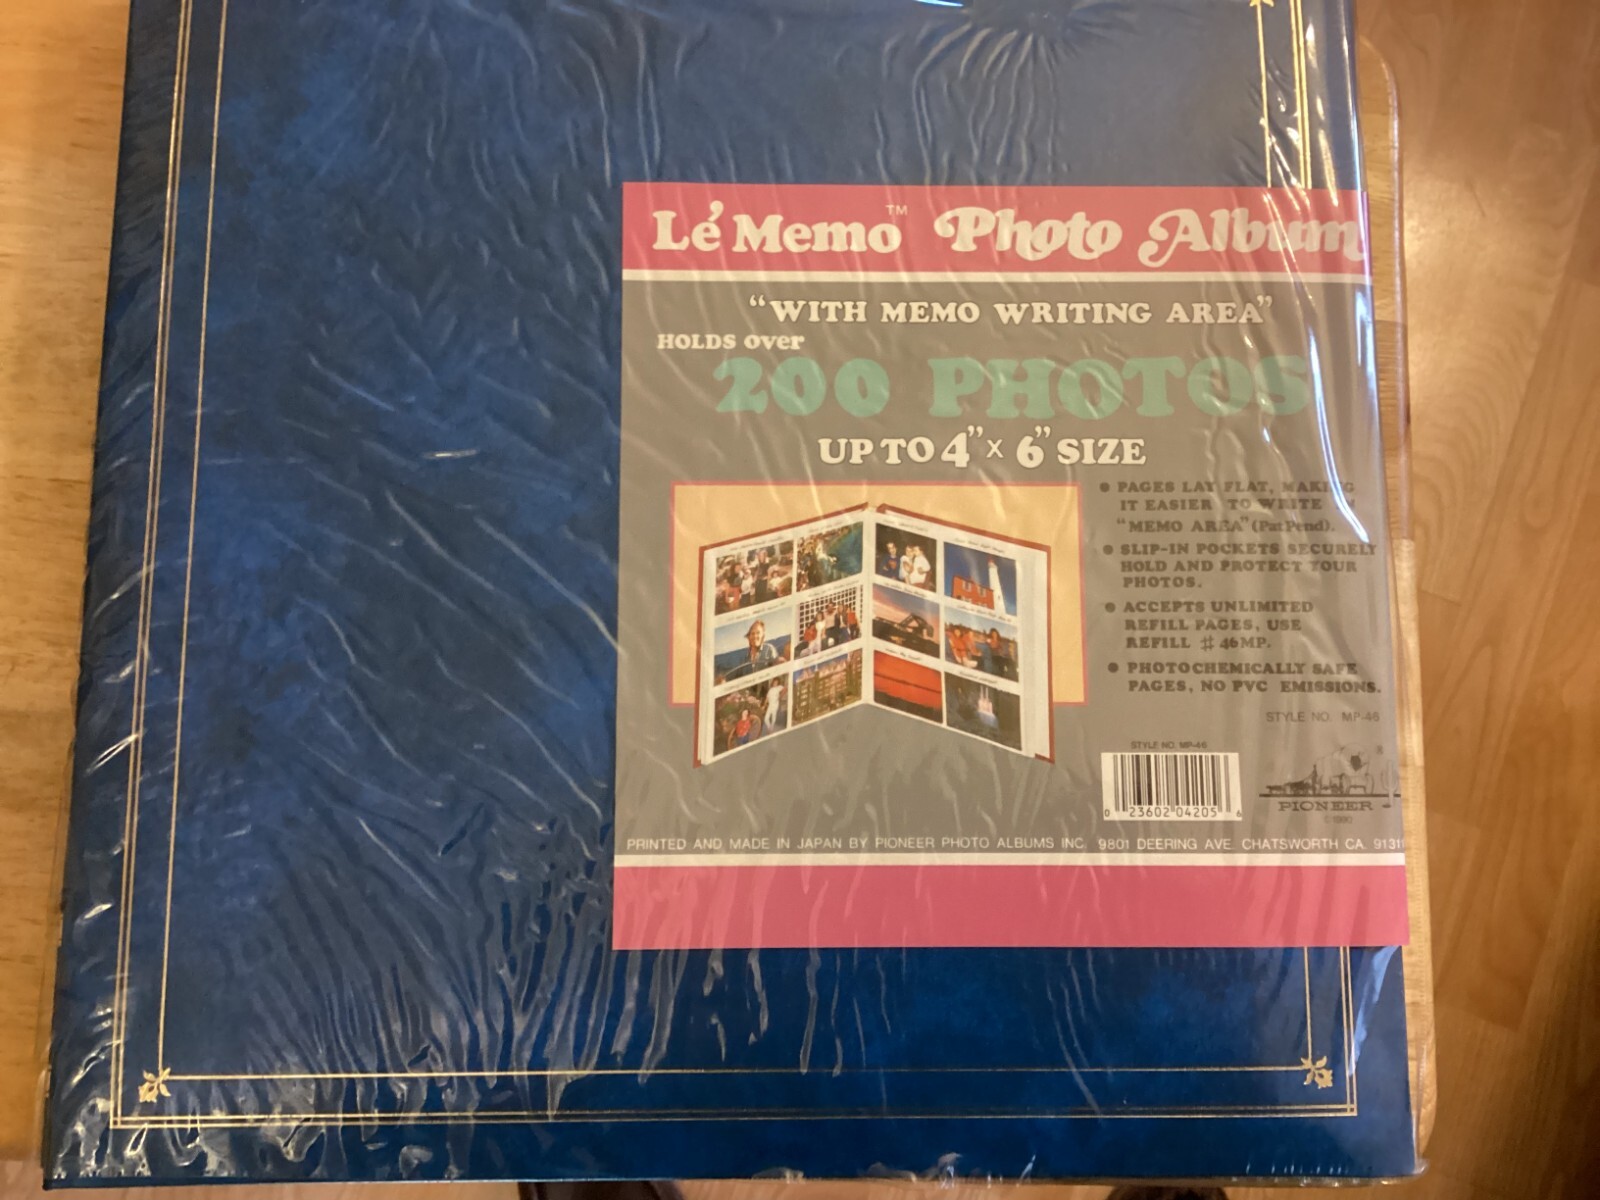 Lé Memo™ Photo Album
“WITH MEMO WRITING AREA”
HOLDS over
200 PHOTOS
UP TO 4” x 6” SIZE
● PAGES LAY FLAT, MAKING
IT EASIER TO WRITE
“MEMO AREA” (Pat Pend).
● SLIP-IN POCKETS SECURELY
HOLD AND PROTECT YOUR
PHOTOS.
● ACCEPTS UNLIMITED
REFILL PAGES, USE
REFILL #46MP.
● PHOTOCHEMICALLY SAFE
PAGES, NO PVC EMISSIONS.
STYLE NO. MP-46
STYLE NO. MP-46
0 23602 04205 6
PIONEER ®
©1990
PRINTED AND MADE IN JAPAN BY PIONEER PHOTO ALBUMS INC. 9801 DEERING AVE. CHATSWORTH CA. 91311